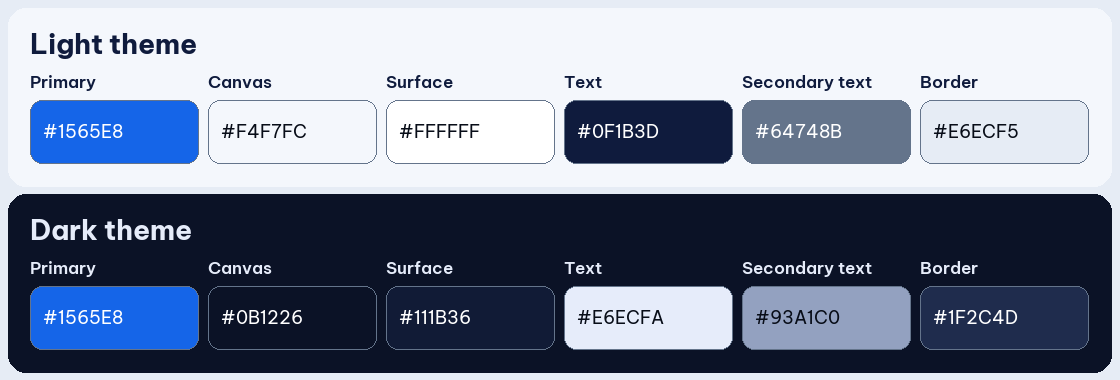 Light theme
Primary Canvas Surface Text Secondary text Border
#1565E8 #F4F7FC #FFFFFF #0F1B3D #64748B #E6ECF5
Dark theme
Primary Canvas Surface Text Secondary text Border
#1565E8 #0B1226 #111B36 #E6ECFA #93A1C0 #1F2C4D